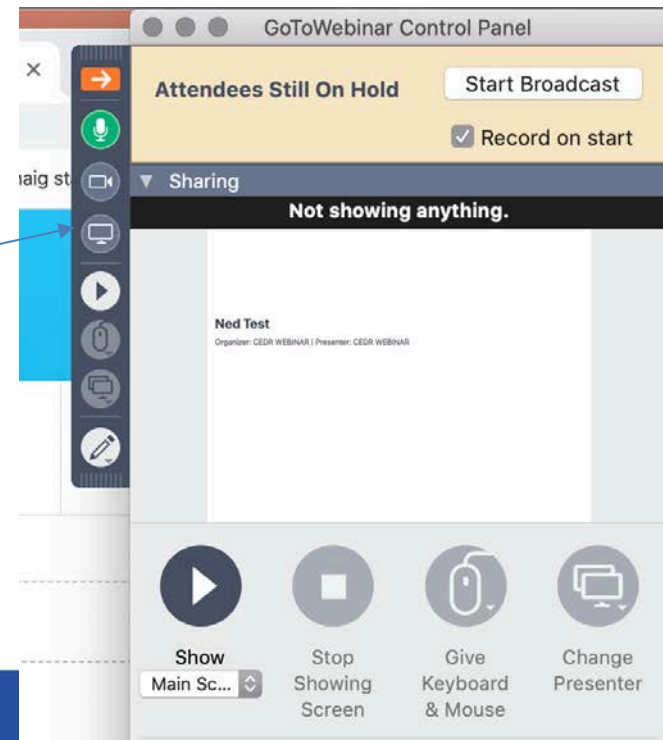 GoToWebinar Control Panel
Attendees Still On Hold
Start Broadcast
Record on start
Sharing
Not showing anything.
Ned Test
Organizer: CEDR WEBINAR | Presenter: CEDR WEBINAR
Show
Main Sc...
Stop
Showing
Screen
Give
Keyboard
& Mouse
Change
Presenter